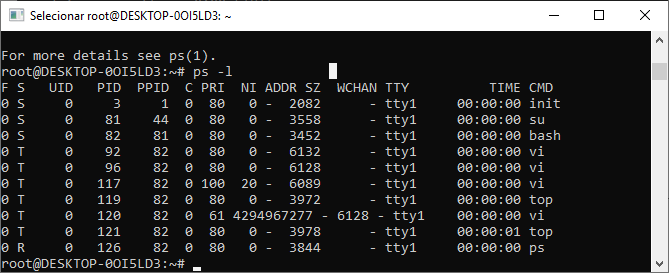 Selecionar root@DESKTOP-0OI5LD3: ~
For more details see ps(1).
root@DESKTOP-0OI5LD3:~# ps -l
F S   UID   PID  PPID  C PRI  NI ADDR SZ  WCHAN TTY          TIME CMD
0 S     0     3     1  0  80   0 -  2082      - tty1     00:00:00 init
0 S     0    81    44  0  80   0 -  3558      - tty1     00:00:00 su
0 S     0    82    81  0  80   0 -  3452      - tty1     00:00:00 bash
0 T     0    92    82  0  80   0 -  6132      - tty1     00:00:00 vi
0 T     0    96    82  0  80   0 -  6128      - tty1     00:00:00 vi
0 T     0   117    82  0 100  20 -  6089      - tty1     00:00:00 vi
0 T     0   119    82  0  80   0 -  3972      - tty1     00:00:00 top
0 T     0   120    82  0  61 4294967277 - 6128 - tty1    00:00:00 vi
0 T     0   121    82  0  80   0 -  3978      - tty1     00:00:01 top
0 R     0   126    82  0  80   0 -  3844      - tty1     00:00:00 ps
root@DESKTOP-0OI5LD3:~#